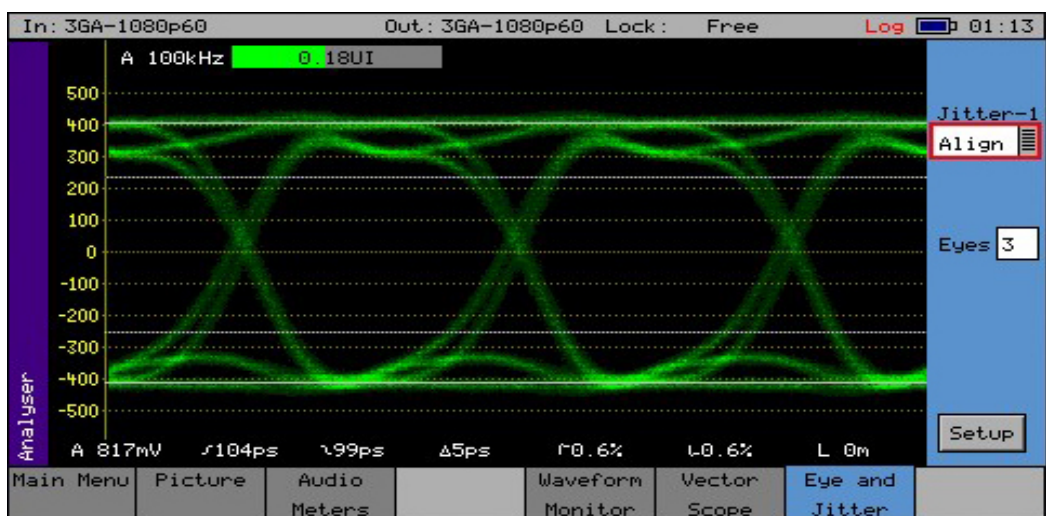 In: 3GA-1080p60 Out: 3GA-1080p60 Lock: Free Log 01:13
A 100kHz 0.18UI
500
400
300
200
100
0
-100
-200
-300
-400
-500
Jitter-1
Align
Eyes 3
Setup
Analyser
A 817mV ↗104ps ↘99ps Δ5ps 0.6% 0.6% L 0m
Main Menu Picture Audio Meters Waveform Monitor Vector Scope Eye and Jitter